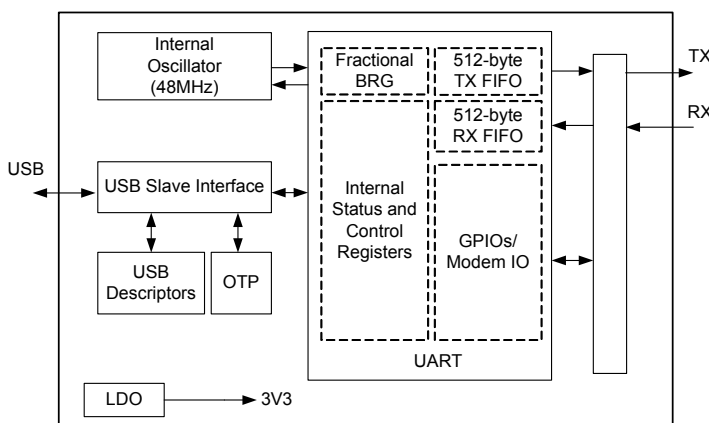 Internal
Oscillator
(48MHz)
Fractional
BRG
512-byte
TX FIFO
TX
512-byte
RX FIFO
RX
USB
USB Slave Interface
Internal
Status and
Control
Registers
GPIOs/
Modem IO
USB
Descriptors
OTP
UART
LDO
3V3